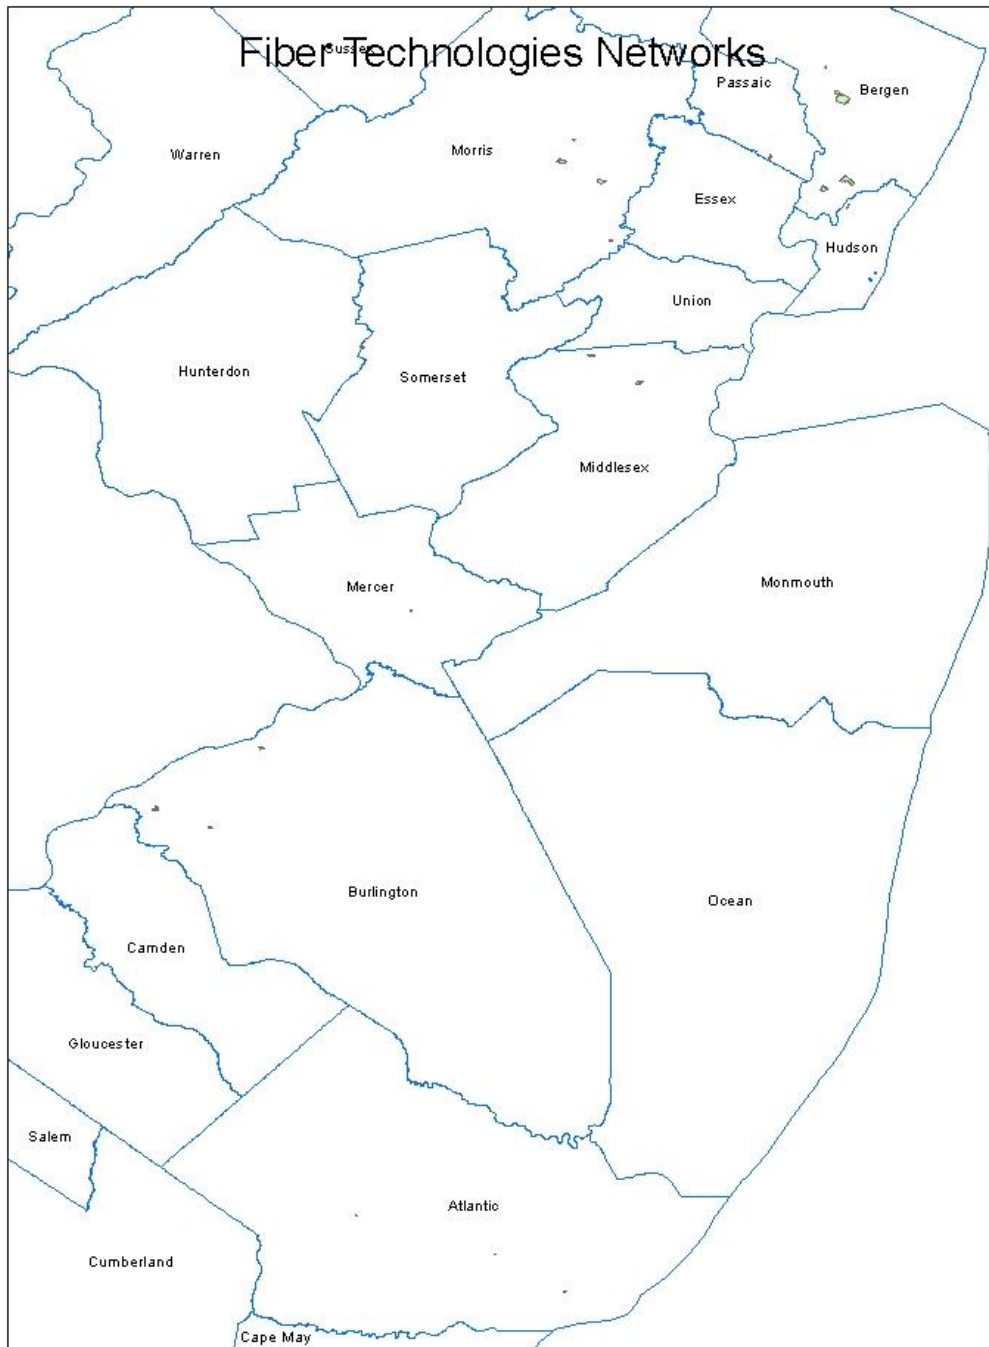 Fiber Technologies Networks
Sussex
Passaic
Bergen
Warren
Morris
Essex
Hudson
Union
Hunterdon
Somerset
Middlesex
Mercer
Monmouth
Burlington
Ocean
Camden
Gloucester
Salem
Atlantic
Cumberland
Cape May